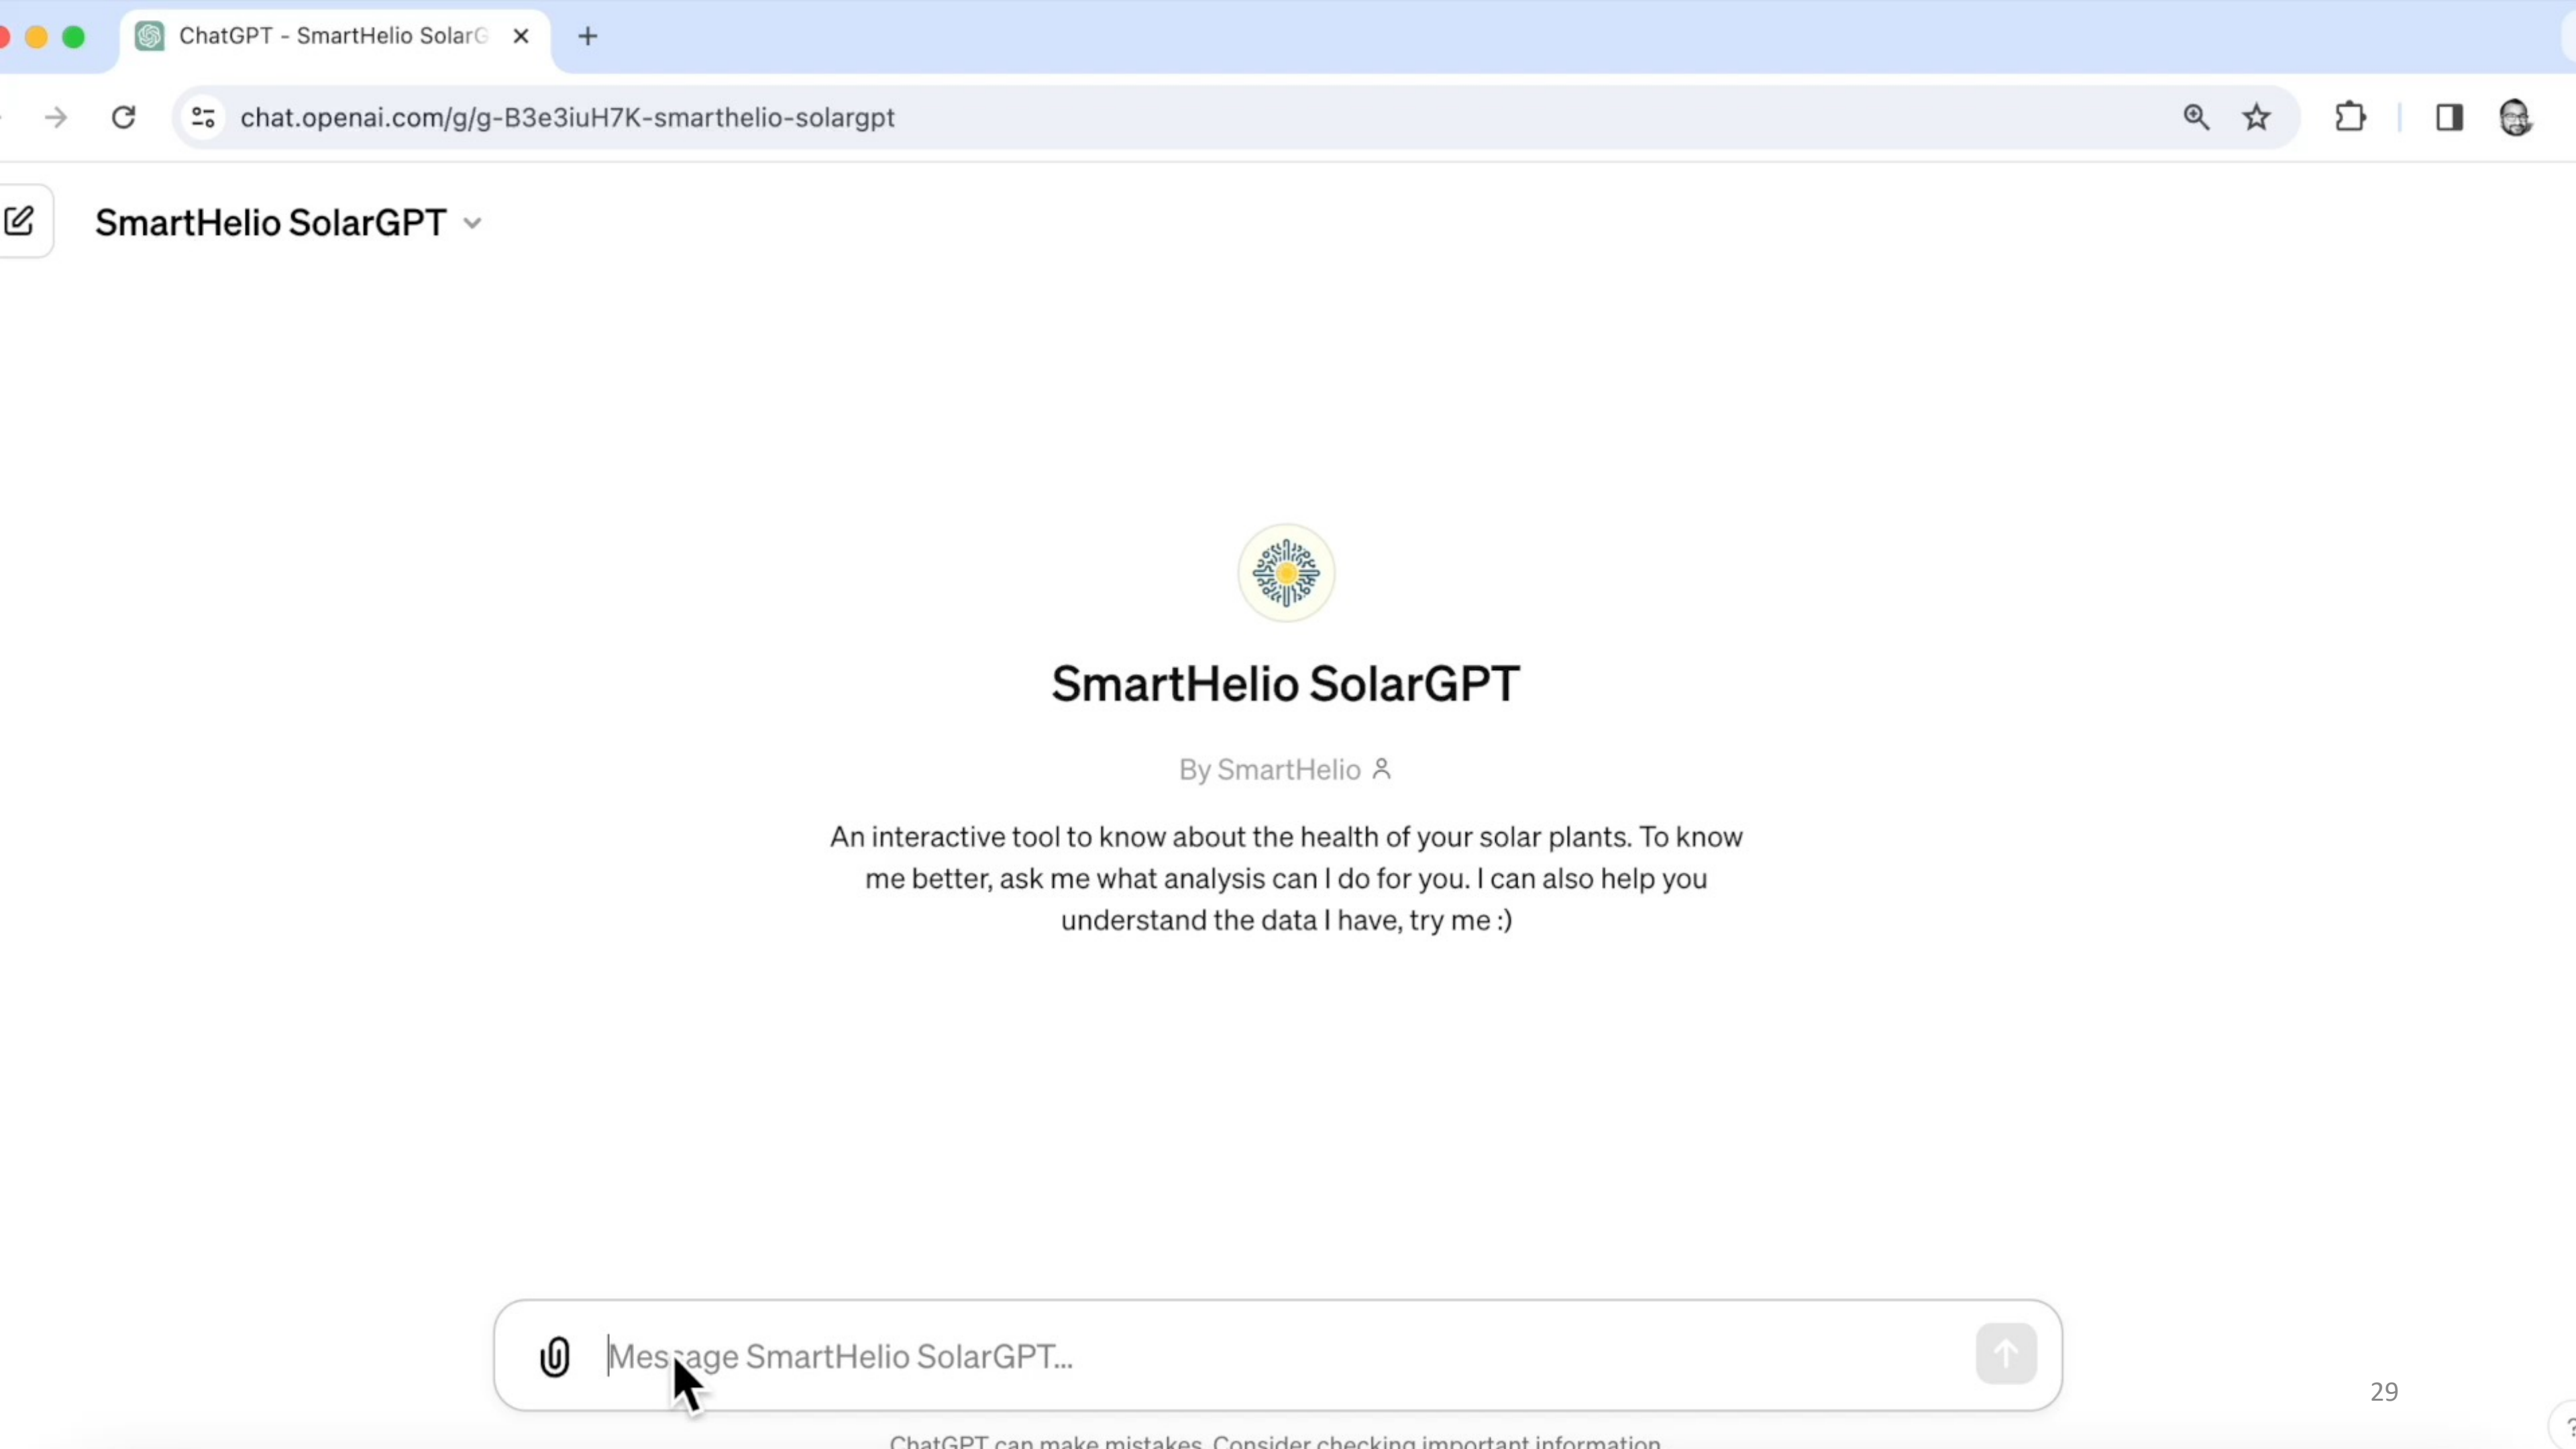 ChatGPT - SmartHelio SolarG
chat.openai.com/g/g-B3e3iuH7K-smarthelio-solargpt
SmartHelio SolarGPT
SmartHelio SolarGPT
By SmartHelio
An interactive tool to know about the health of your solar plants. To know
me better, ask me what analysis can I do for you. I can also help you
understand the data I have, try me :)
Message SmartHelio SolarGPT...
29
?
ChatGPT can make mistakes. Consider checking important information.